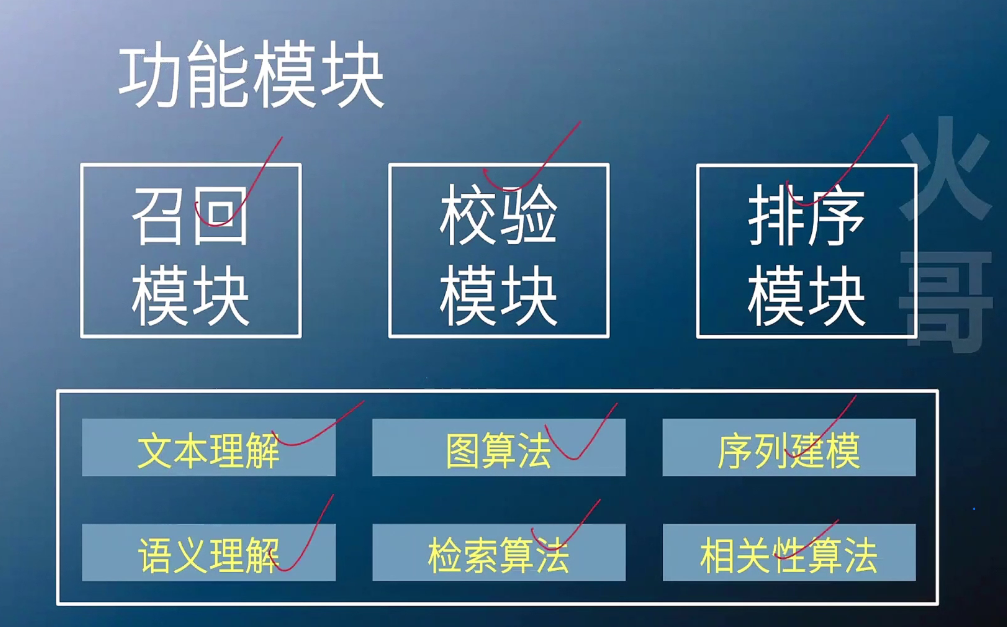 功能模块
召回
模块
校验
模块
排序
模块
火
哥
文本理解
图算法
序列建模
语义理解
检索算法
相关性算法